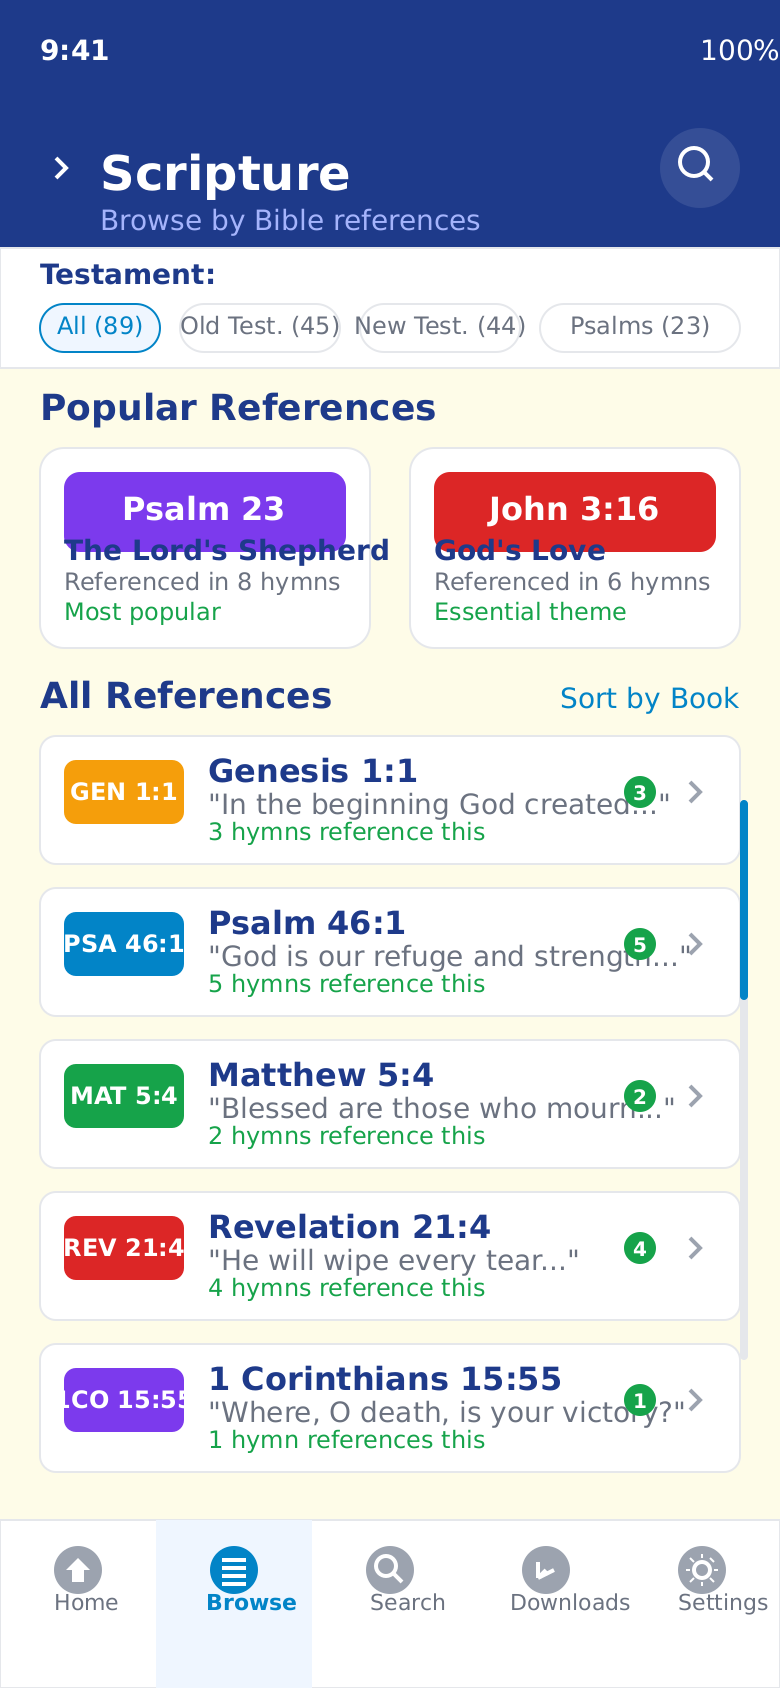 9:41
100%
Scripture
Browse by Bible references
Testament:
All (89)
Old Test. (45)
New Test. (44)
Psalms (23)
Popular References
Psalm 23
The Lord's Shepherd
Referenced in 8 hymns
Most popular
John 3:16
God's Love
Referenced in 6 hymns
Essential theme
All References
Sort by Book
GEN 1:1
Genesis 1:1
"In the beginning God created..."
3 hymns reference this
3
PSA 46:1
Psalm 46:1
"God is our refuge and strength..."
5 hymns reference this
5
MAT 5:4
Matthew 5:4
"Blessed are those who mourn..."
2 hymns reference this
2
REV 21:4
Revelation 21:4
"He will wipe every tear..."
4 hymns reference this
4
1CO 15:55
1 Corinthians 15:55
"Where, O death, is your victory?"
1 hymn references this
1
Home
Browse
Search
Downloads
Settings